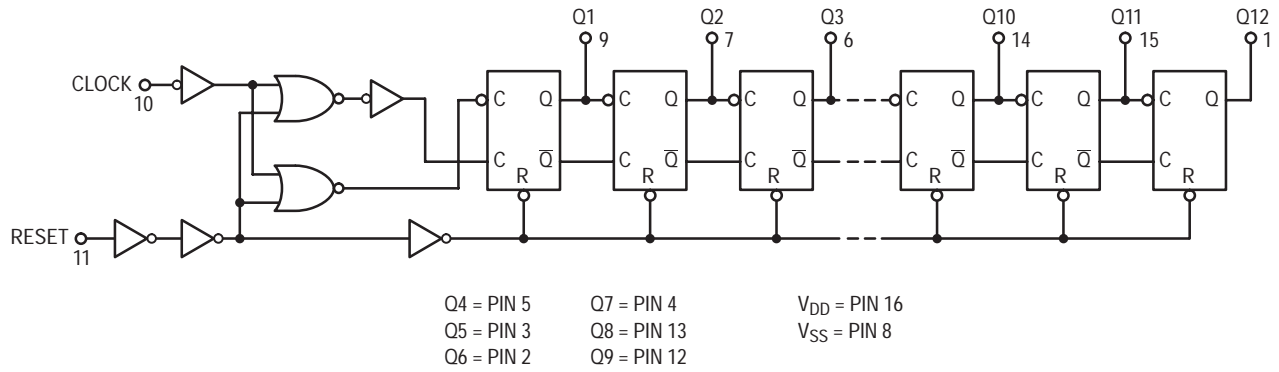 Q1 Q2 Q3 Q10 Q11 Q12
9 7 6 14 15 1
CLOCK
10
C Q C Q C Q C Q C Q C Q
C Q̅ C Q̅ C Q̅ C Q̅ C Q̅ C
R R R R R R
RESET
11
Q4 = PIN 5 Q7 = PIN 4 VDD = PIN 16
Q5 = PIN 3 Q8 = PIN 13 VSS = PIN 8
Q6 = PIN 2 Q9 = PIN 12